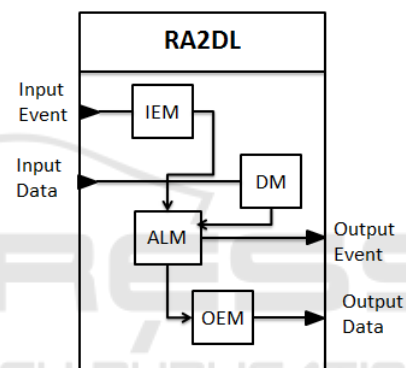 RA2DL
Input
Event
IEM
Input
Data
DM
ALM
Output
Event
OEM
Output
Data